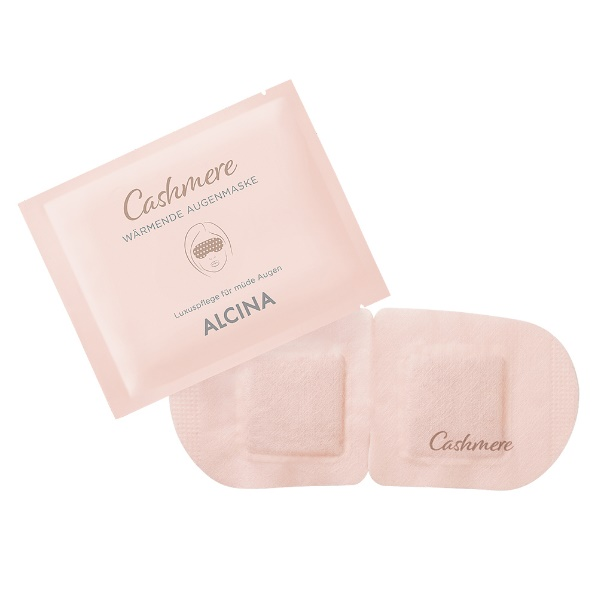 Cashmere
WÄRMENDE AUGENMASKE
Luxuspflege für müde Augen
ALCINA
Cashmere